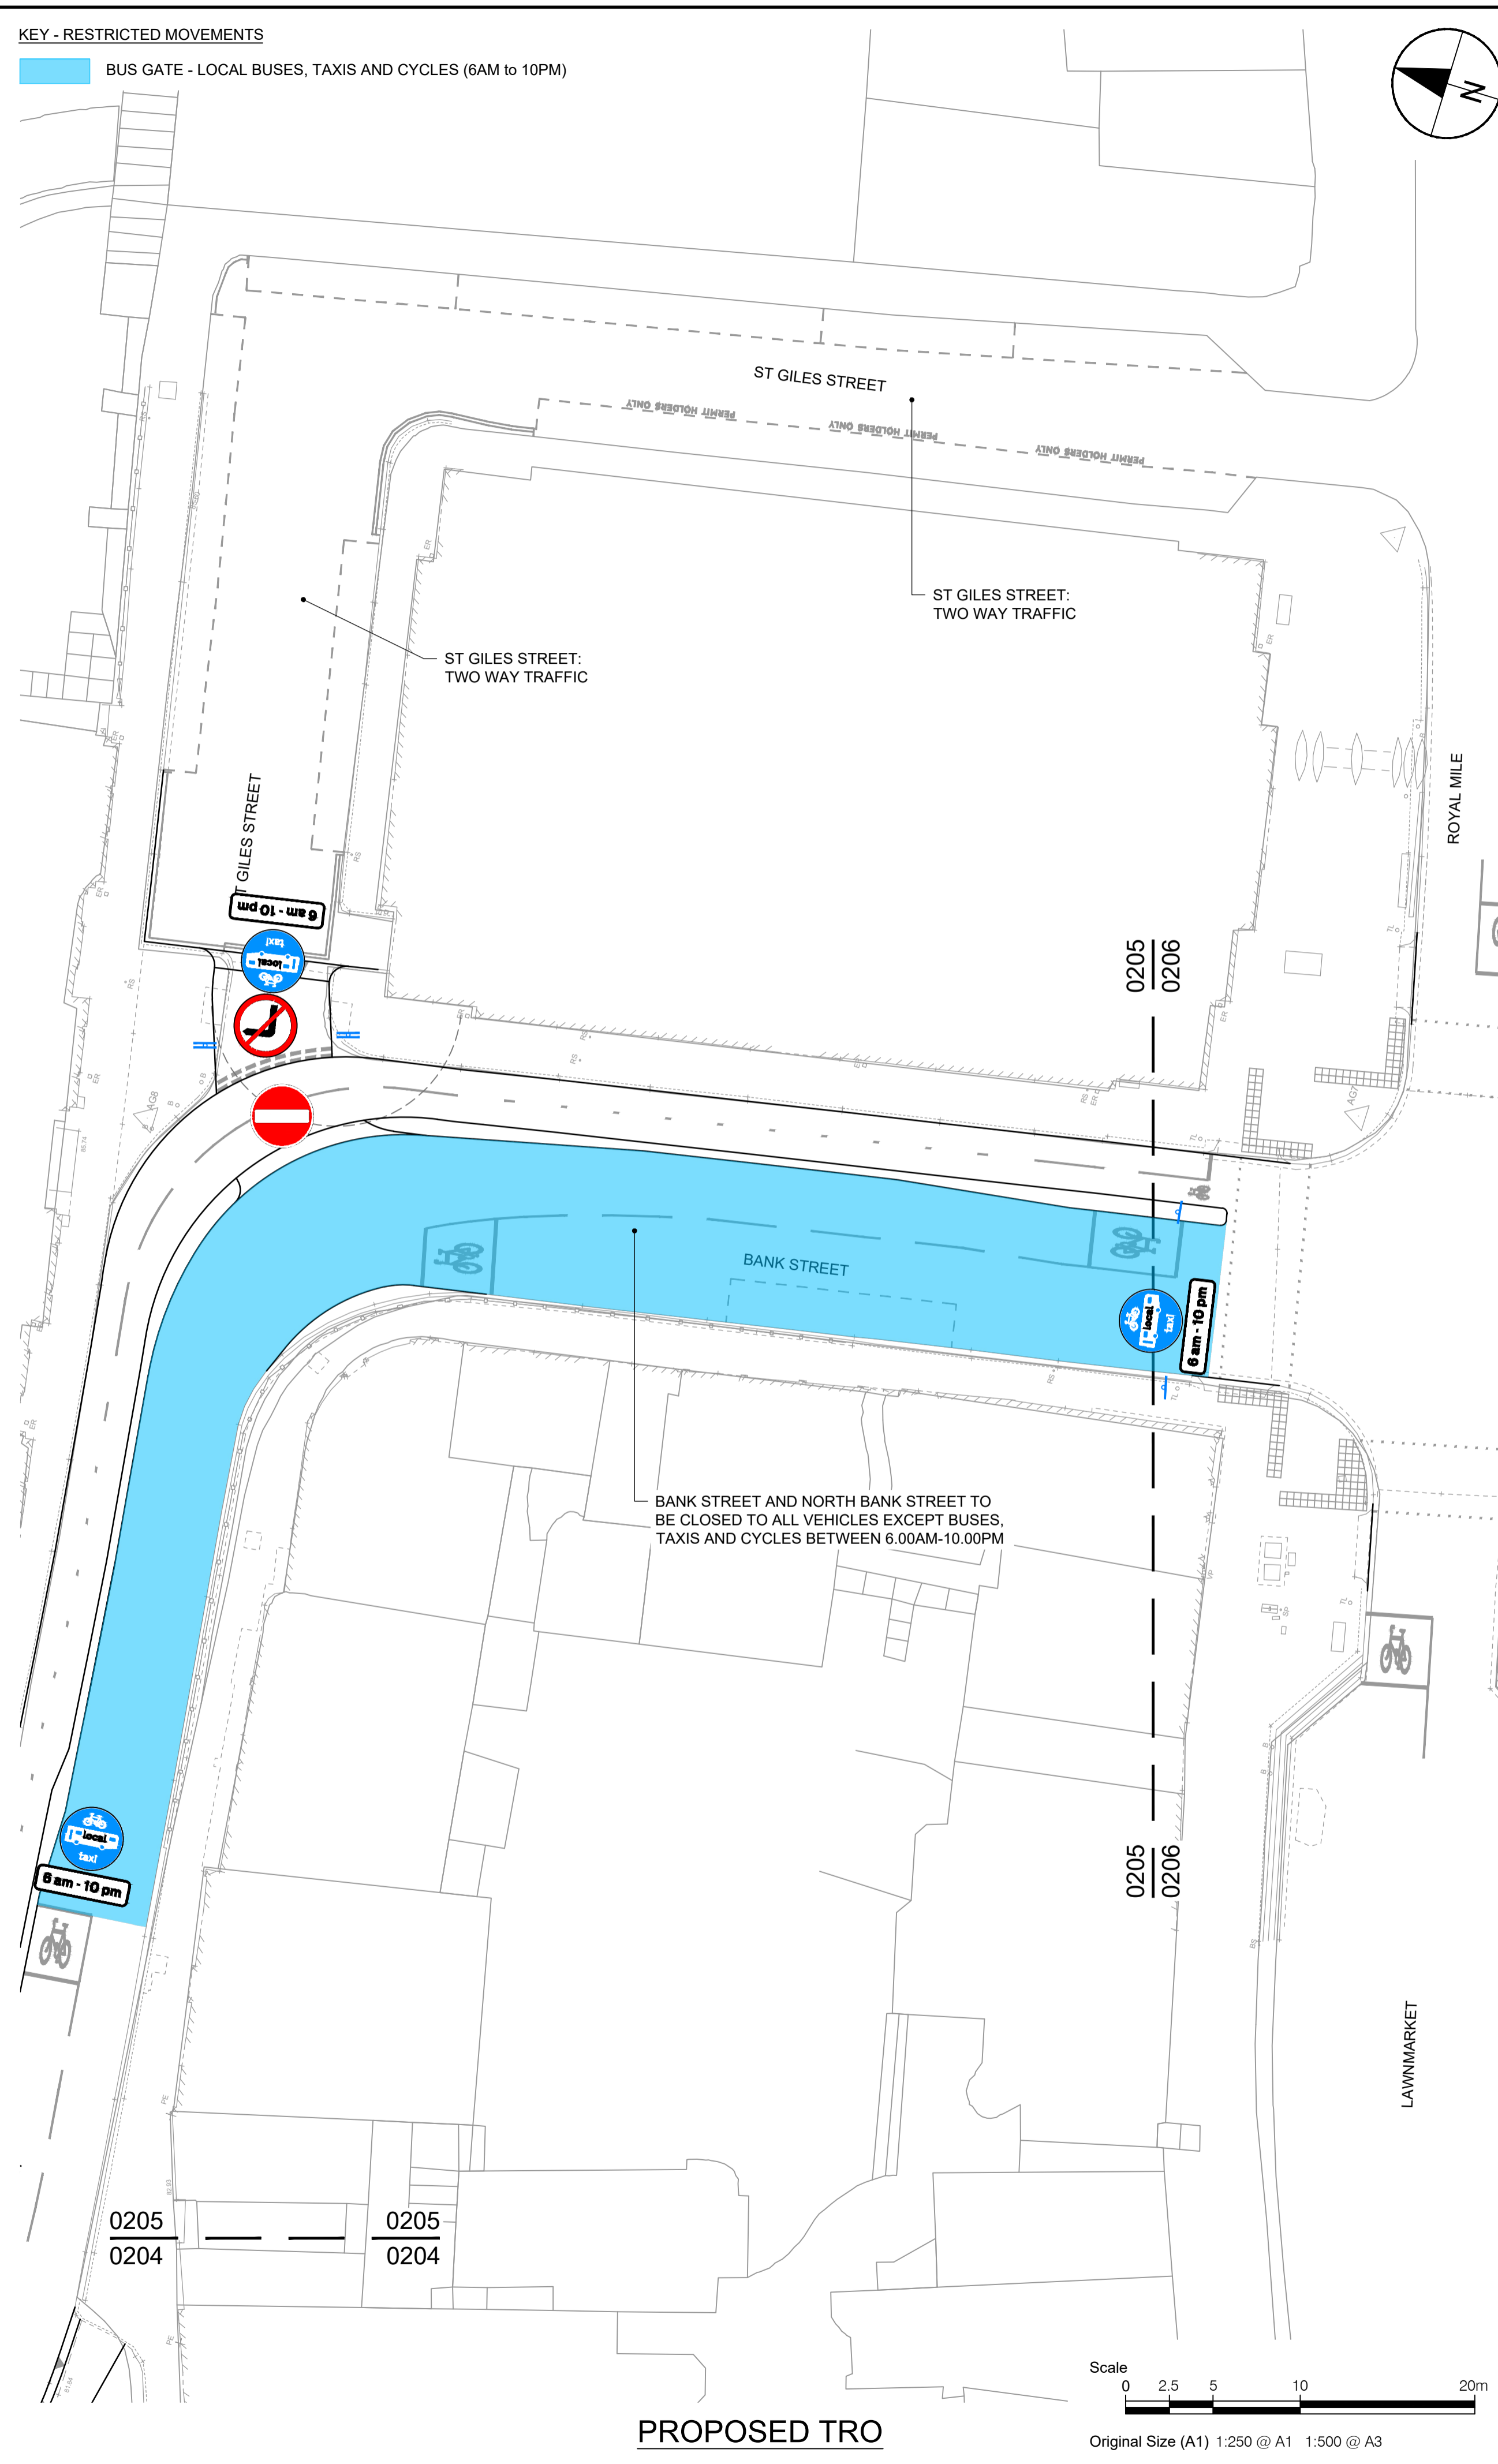 KEY - RESTRICTED MOVEMENTS
BUS GATE - LOCAL BUSES, TAXIS AND CYCLES (6AM to 10PM)
N
ST GILES STREET
PERMIT HOLDERS ONLY
PERMIT HOLDERS ONLY
PERMIT HOLDERS ONLY
ST GILES STREET:
TWO WAY TRAFFIC
ST GILES STREET:
TWO WAY TRAFFIC
ROYAL MILE
T GILES STREET
6 am - 10 pm
local
taxi
0205
0206
AG8
AG7
BANK STREET
local
taxi
6 am - 10 pm
BANK STREET AND NORTH BANK STREET TO
BE CLOSED TO ALL VEHICLES EXCEPT BUSES,
TAXIS AND CYCLES BETWEEN 6.00AM-10.00PM
local
taxi
6 am - 10 pm
0205
0206
LAWNMARKET
0205
0204
0205
0204
Scale
0 2.5 5 10 20m
PROPOSED TRO
Original Size (A1) 1:250 @ A1 1:500 @ A3